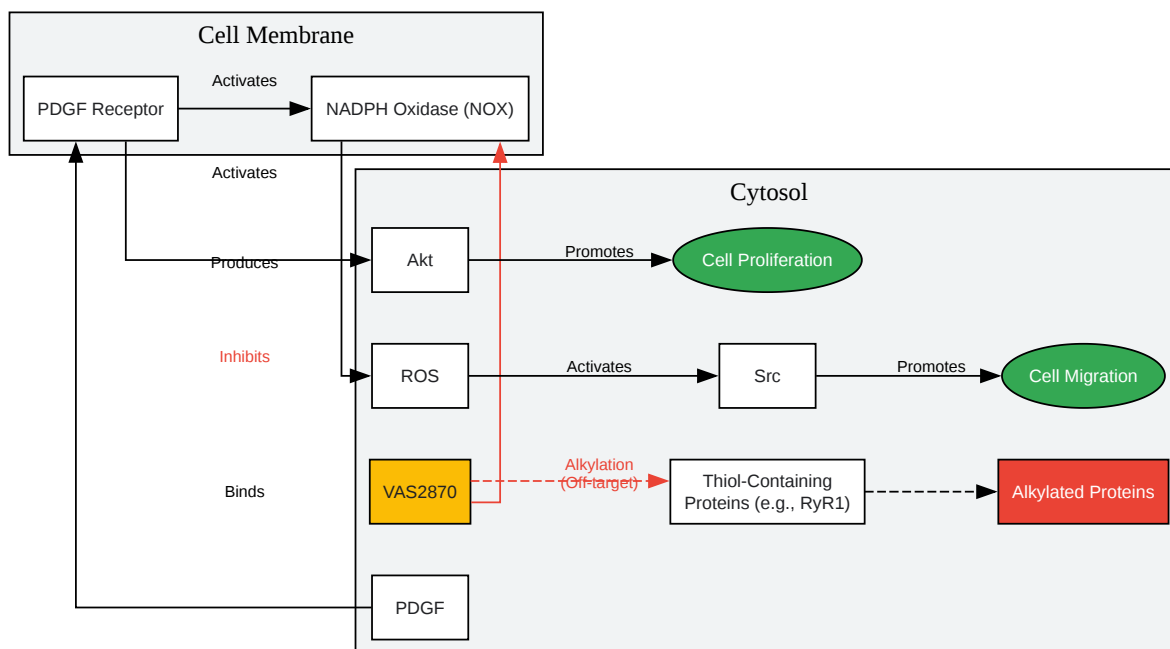 Cell Membrane
Activates
PDGF Receptor
NADPH Oxidase (NOX)
Activates
Cytosol
Produces
Akt
Promotes
Cell Proliferation
Inhibits
ROS
Activates
Src
Promotes
Cell Migration
Binds
VAS2870
Alkylation
(Off-target)
Thiol-Containing
Proteins (e.g., RyR1)
Alkylated Proteins
PDGF